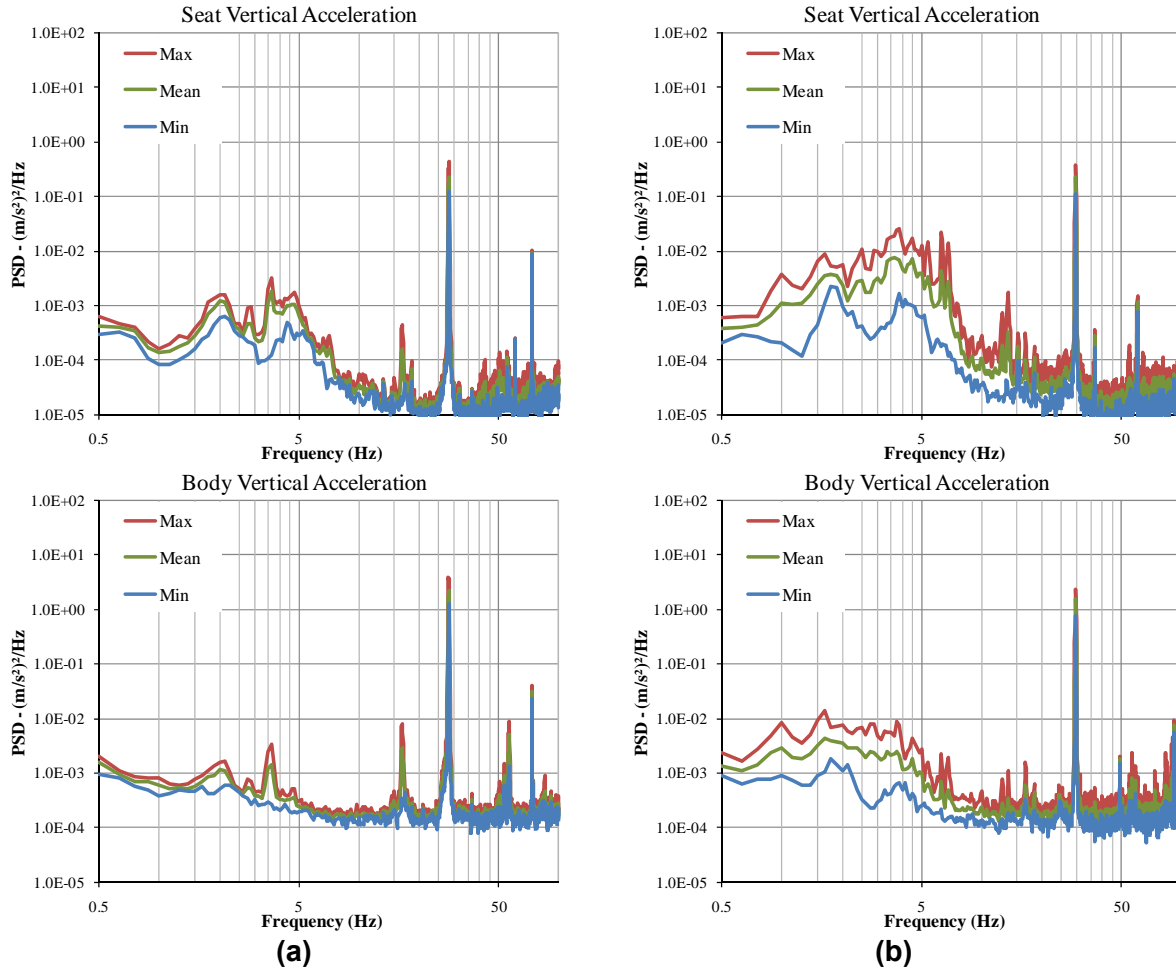 Seat Vertical Acceleration
1.0E+02
1.0E+01
1.0E+00
1.0E-01
1.0E-02
1.0E-03
1.0E-04
1.0E-05
PSD - (m/s²)²/Hz
Max
Mean
Min
0.5
5
50
Frequency (Hz)
Seat Vertical Acceleration
1.0E+02
1.0E+01
1.0E+00
1.0E-01
1.0E-02
1.0E-03
1.0E-04
1.0E-05
PSD - (m/s²)²/Hz
Max
Mean
Min
0.5
5
50
Frequency (Hz)
Body Vertical Acceleration
1.0E+02
1.0E+01
1.0E+00
1.0E-01
1.0E-02
1.0E-03
1.0E-04
1.0E-05
PSD - (m/s²)²/Hz
Max
Mean
Min
0.5
5
50
Frequency (Hz)
(a)
Body Vertical Acceleration
1.0E+02
1.0E+01
1.0E+00
1.0E-01
1.0E-02
1.0E-03
1.0E-04
1.0E-05
PSD - (m/s²)²/Hz
Max
Mean
Min
0.5
5
50
Frequency (Hz)
(b)